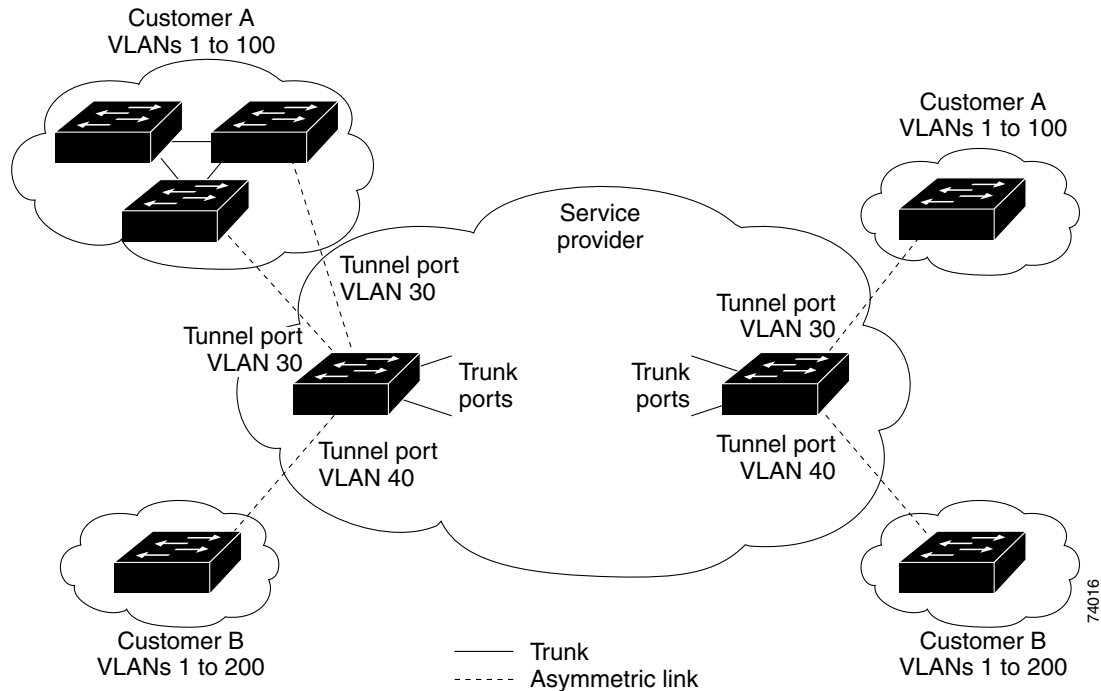 Customer A
VLANs 1 to 100
Customer A
VLANs 1 to 100
Service
provider
Tunnel port
VLAN 30
Tunnel port
VLAN 30
Tunnel port
VLAN 30
Trunk
ports
Trunk
ports
Tunnel port
VLAN 40
Tunnel port
VLAN 40
Customer B
VLANs 1 to 200
Customer B
VLANs 1 to 200
74016
Trunk
Asymmetric link